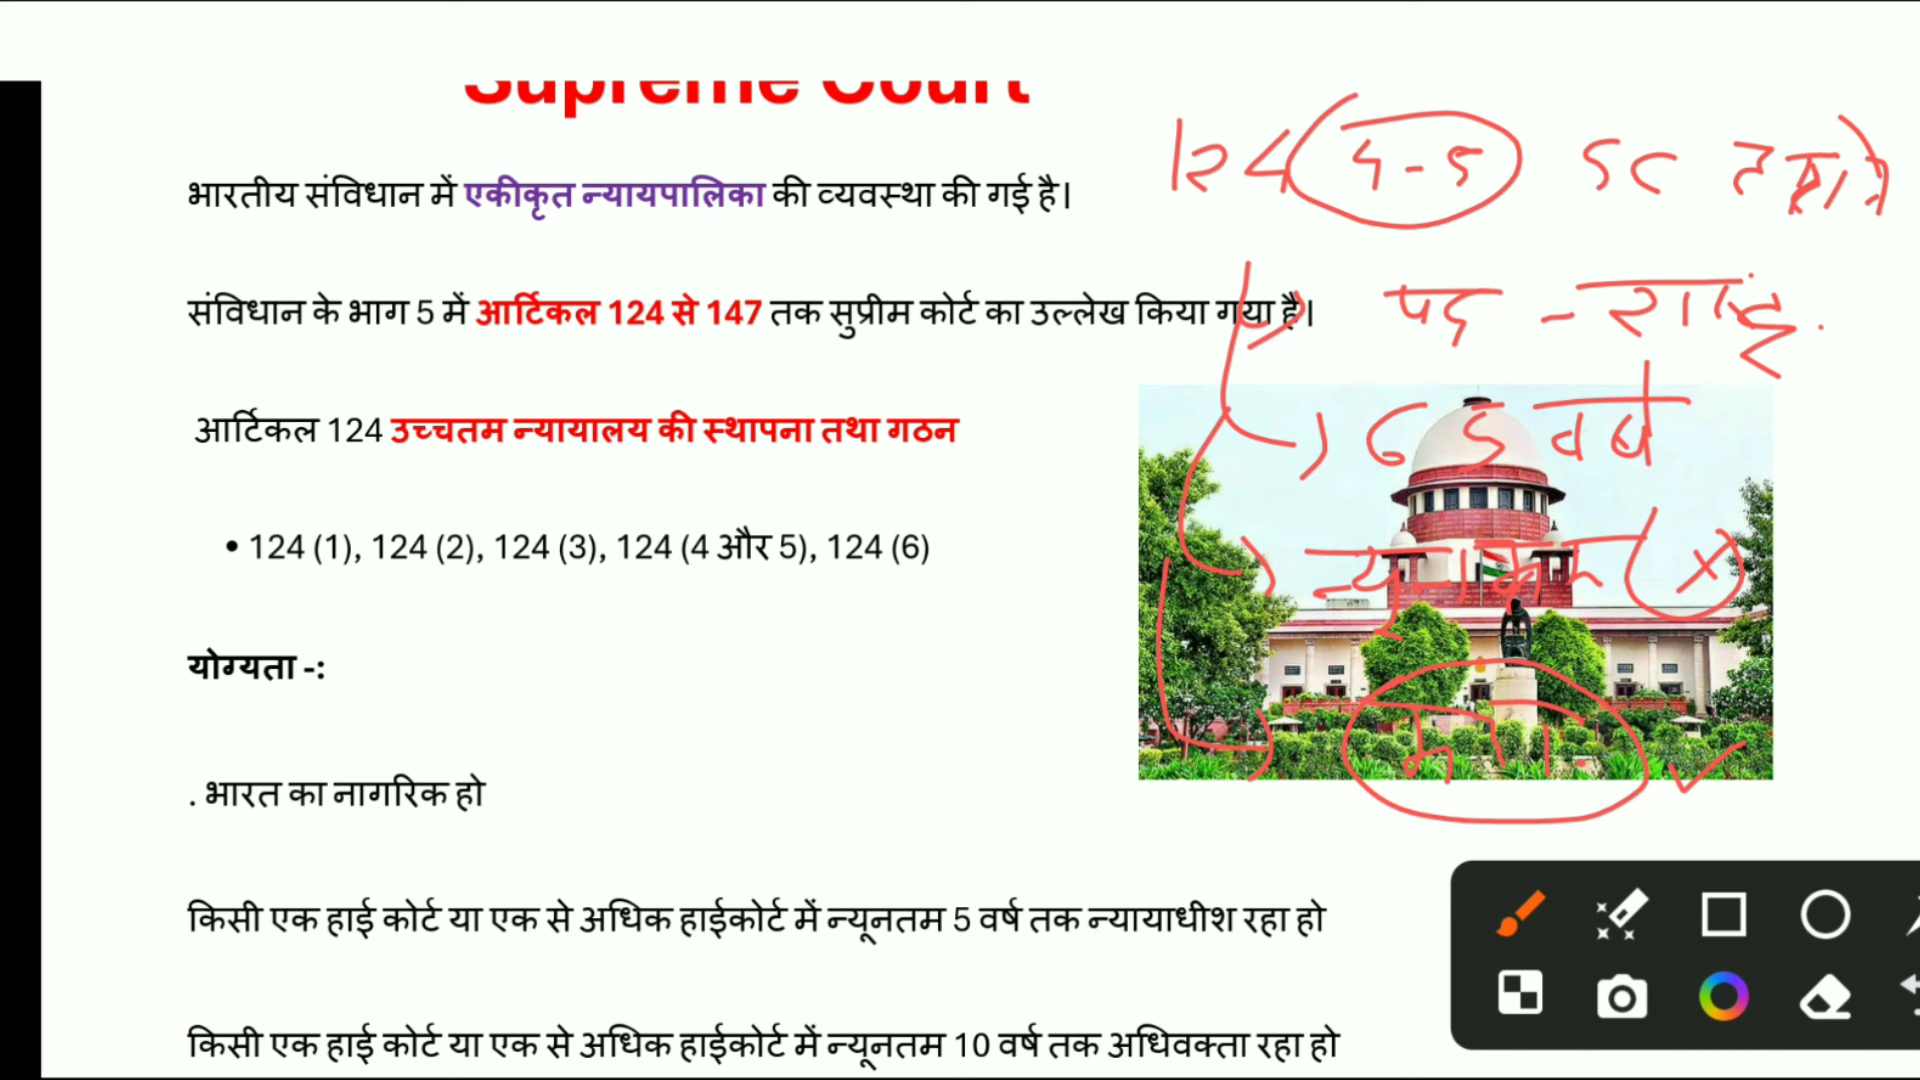 Supreme Court
भारतीय संविधान में एकीकृत न्यायपालिका की व्यवस्था की गई है।
संविधान के भाग 5 में आर्टिकल 124 से 147 तक सुप्रीम कोर्ट का उल्लेख किया गया है।
आर्टिकल 124 उच्चतम न्यायालय की स्थापना तथा गठन
• 124 (1), 124 (2), 124 (3), 124 (4 और 5), 124 (6)
योग्यता -:
. भारत का नागरिक हो
किसी एक हाई कोर्ट या एक से अधिक हाईकोर्ट में न्यूनतम 5 वर्ष तक न्यायाधीश रहा हो
किसी एक हाई कोर्ट या एक से अधिक हाईकोर्ट में न्यूनतम 10 वर्ष तक अधिवक्ता रहा हो
124 (4-5) SC
पद -
65 वर्ष